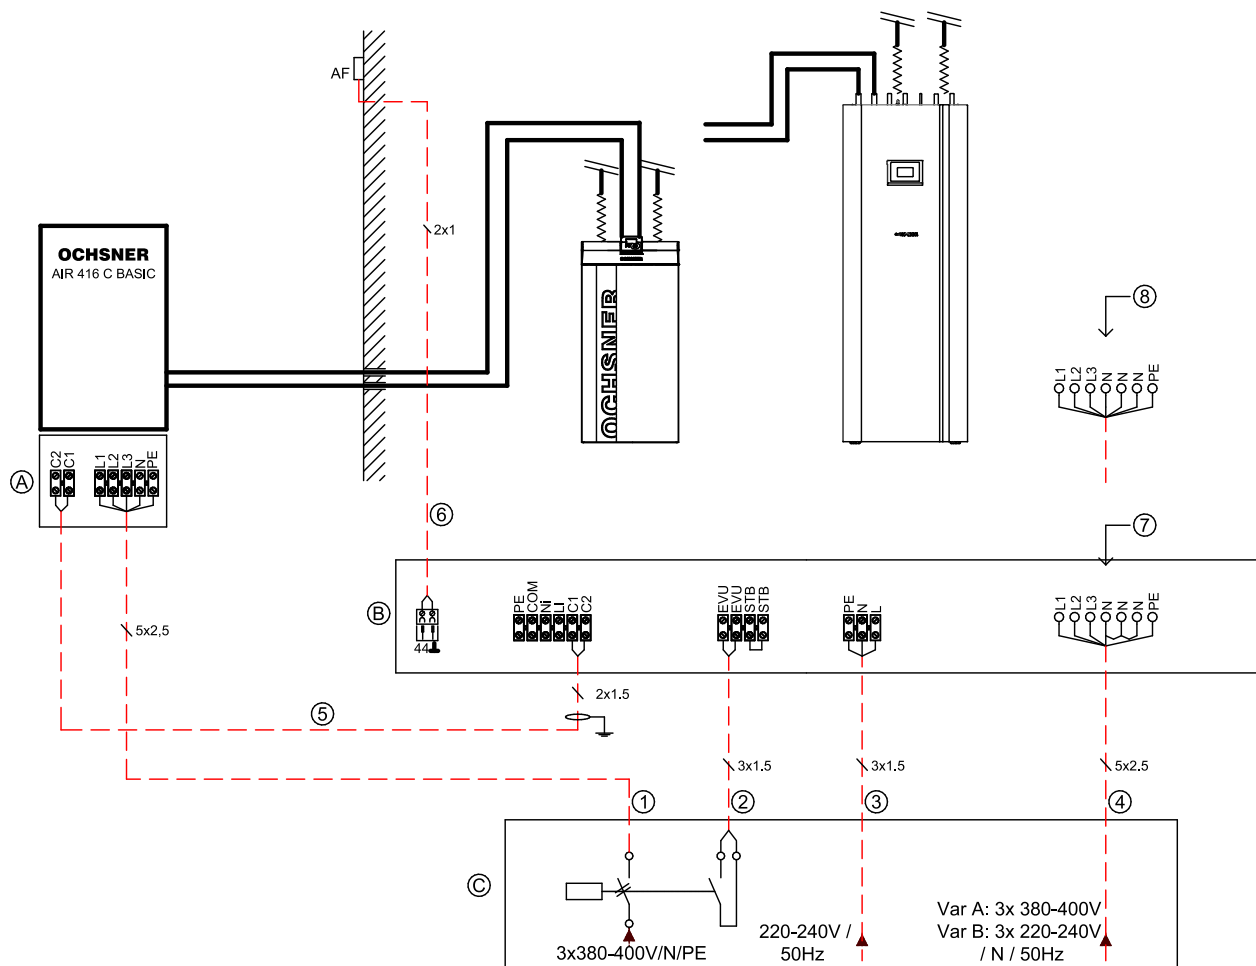 AF
2x1
OCHSNER
AIR 416 C BASIC
OCHSNER
8
L1 L2 L3 N N N PE
A
C2 C1
L1 L2 L3 N PE
6
7
B
44
PE COM Ni LI C1 C2
EVU EVU STB STB
PE N L
L1 L2 L3 N N N PE
5x2,5
2x1.5
5
3x1.5
3x1.5
5x2.5
1
2
3
4
C
3x380-400V/N/PE
220-240V /
50Hz
Var A: 3x 380-400V
Var B: 3x 220-240V
/ N / 50Hz